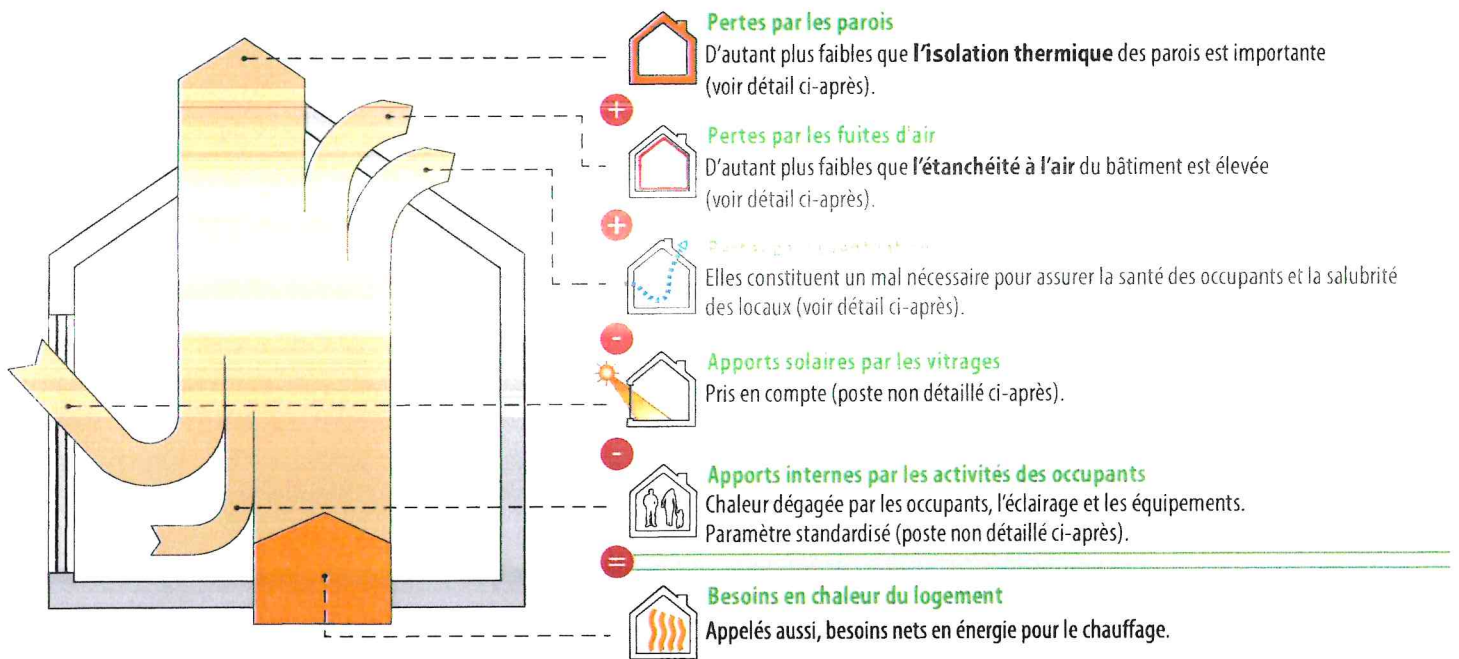 Pertes par les parois
D'autant plus faibles que l'isolation thermique des parois est importante
(voir détail ci-après).
+
Pertes par les fuites d'air
D'autant plus faibles que l'étanchéité à l'air du bâtiment est élevée
(voir détail ci-après).
+
Elles constituent un mal nécessaire pour assurer la santé des occupants et la salubrité
des locaux (voir détail ci-après).
-
Apports solaires par les vitrages
Pris en compte (poste non détaillé ci-après).
-
Apports internes par les activités des occupants
Chaleur dégagée par les occupants, l'éclairage et les équipements.
Paramètre standardisé (poste non détaillé ci-après).
=
Besoins en chaleur du logement
Appelés aussi, besoins nets en énergie pour le chauffage.